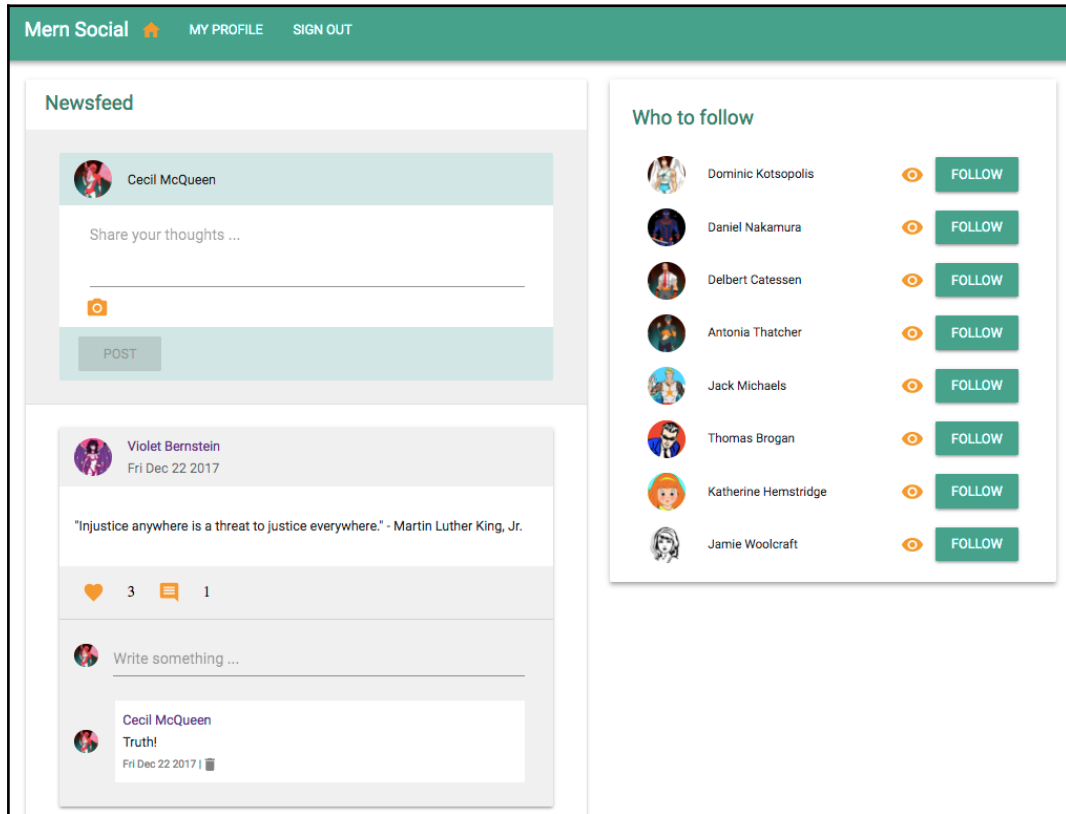 Mern Social MY PROFILE SIGN OUT
Newsfeed
Cecil McQueen
Share your thoughts ...
POST
Violet Bernstein
Fri Dec 22 2017
"Injustice anywhere is a threat to justice everywhere." - Martin Luther King, Jr.
3 1
Write something ...
Cecil McQueen
Truth!
Fri Dec 22 2017 |
Who to follow
Dominic Kotsopolis FOLLOW
Daniel Nakamura FOLLOW
Delbert Catessen FOLLOW
Antonia Thatcher FOLLOW
Jack Michaels FOLLOW
Thomas Brogan FOLLOW
Katherine Hemstridge FOLLOW
Jamie Woolcraft FOLLOW